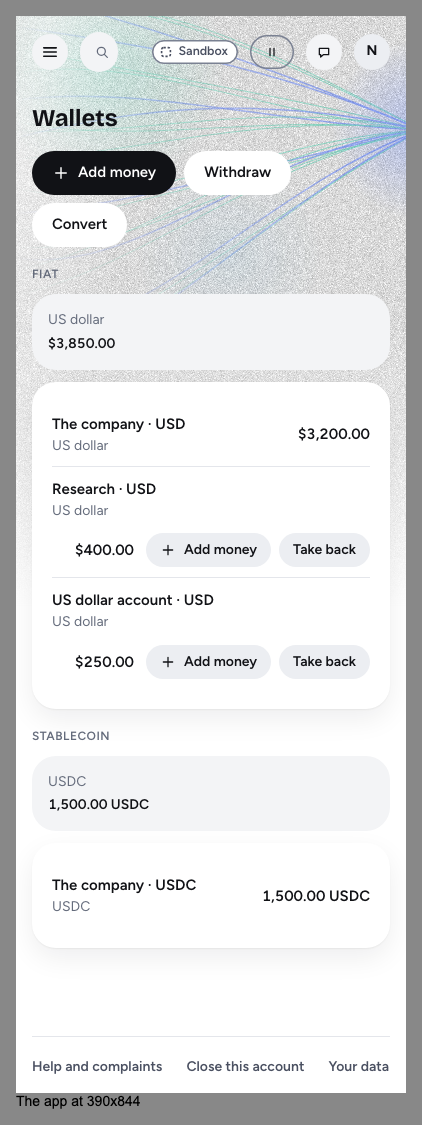 Sandbox
N
Wallets
Add money
Withdraw
Convert
FIAT
US dollar
$3,850.00
The company · USD
US dollar
$3,200.00
Research · USD
US dollar
$400.00
Add money
Take back
US dollar account · USD
US dollar
$250.00
Add money
Take back
STABLECOIN
USDC
1,500.00 USDC
The company · USDC
USDC
1,500.00 USDC
Help and complaints
Close this account
Your data
The app at 390x844